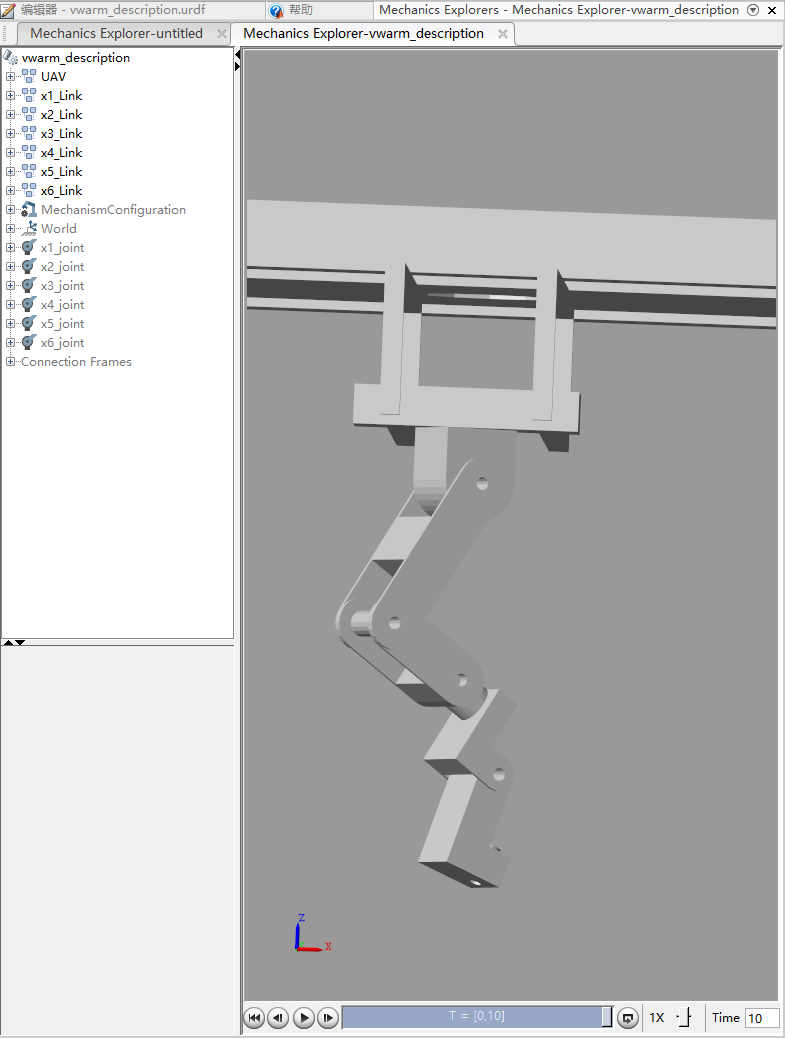 编辑器 - vwarm_description.urdf
帮助
Mechanics Explorers - Mechanics Explorer-vwarm_description
Mechanics Explorer-untitled
Mechanics Explorer-vwarm_description
vwarm_description
UAV
x1_Link
x2_Link
x3_Link
x4_Link
x5_Link
x6_Link
MechanismConfiguration
World
x1_joint
x2_joint
x3_joint
x4_joint
x5_joint
x6_joint
Connection Frames
Z
X
T = [0,10]
1X
Time
10